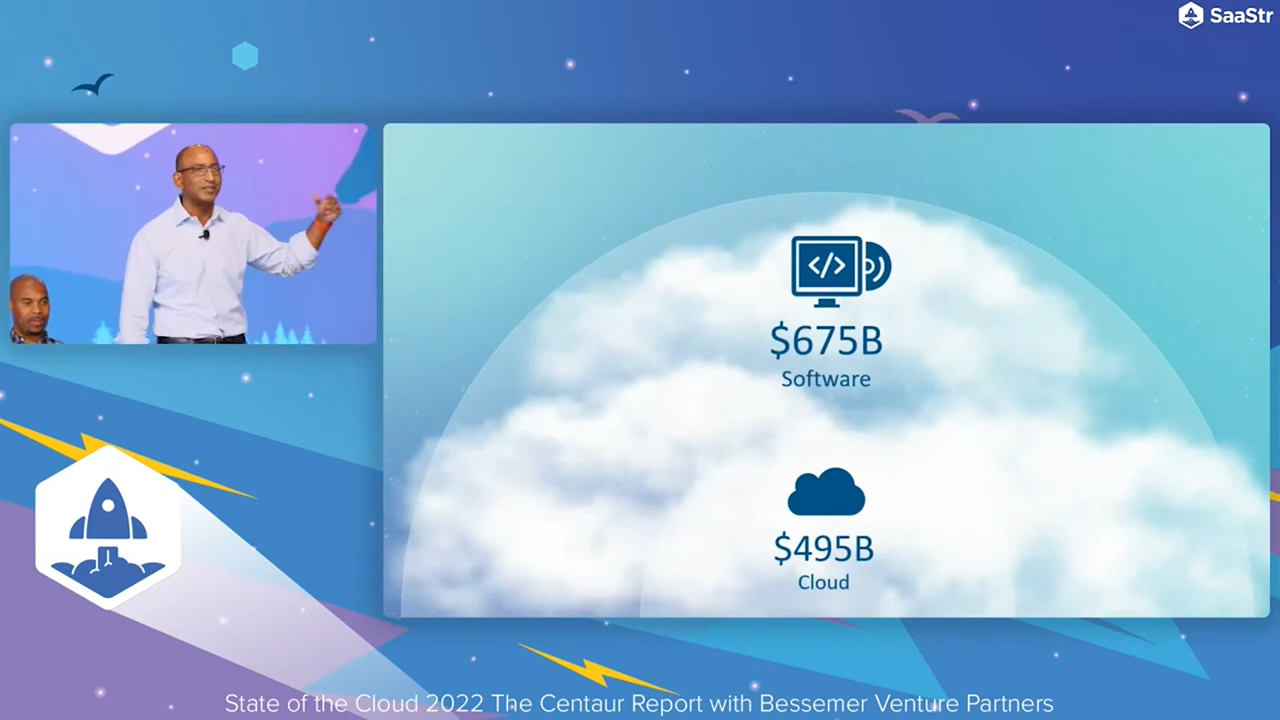 SaaStr
</>
$675B
Software
$495B
Cloud
State of the Cloud 2022 The Centaur Report with Bessemer Venture Partners